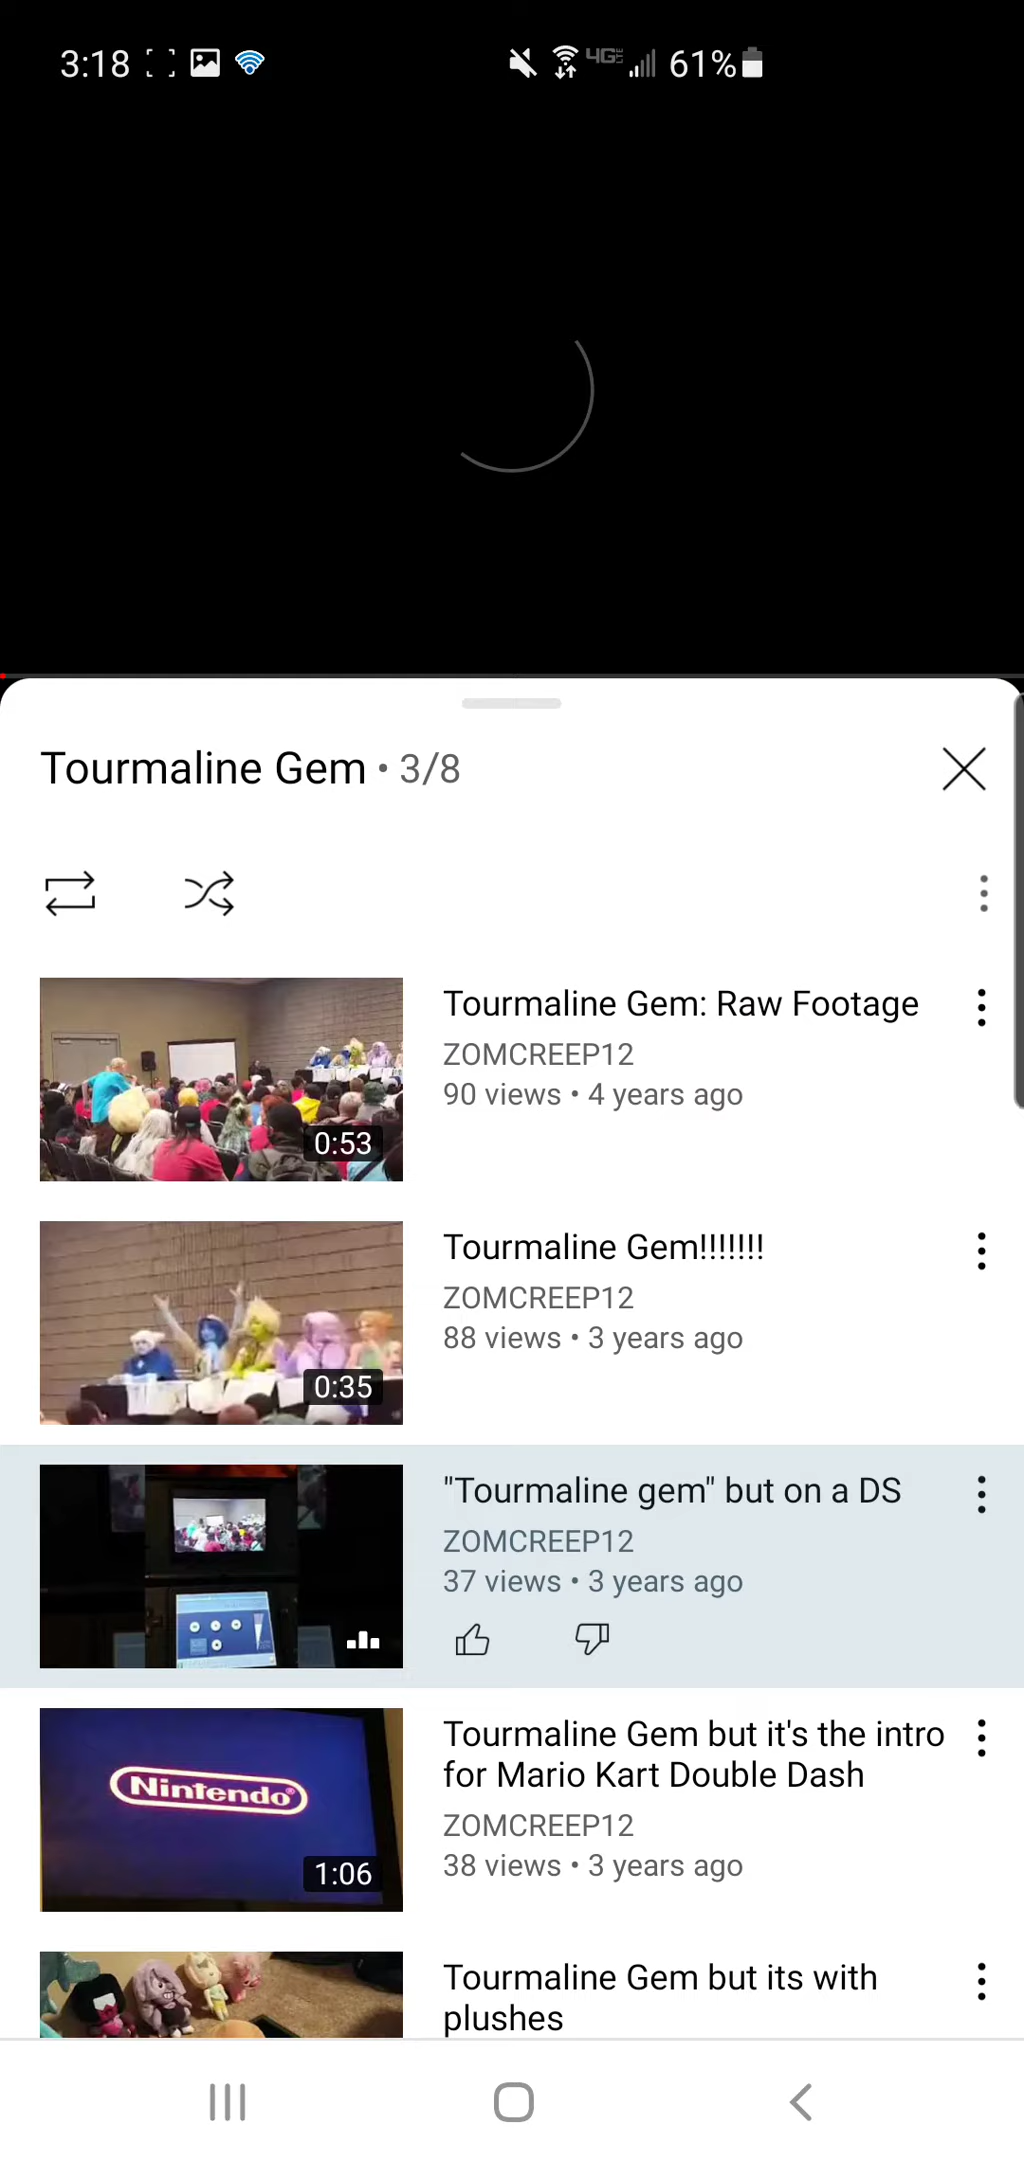 3:18 4GE 61%
Tourmaline Gem • 3/8
Tourmaline Gem: Raw Footage
ZOMCREEP12
90 views • 4 years ago
0:53
Tourmaline Gem!!!!!!!
ZOMCREEP12
88 views • 3 years ago
0:35
"Tourmaline gem" but on a DS
ZOMCREEP12
37 views • 3 years ago
Tourmaline Gem but it's the intro
for Mario Kart Double Dash
ZOMCREEP12
38 views • 3 years ago
Nintendo®
1:06
Tourmaline Gem but its with
plushes